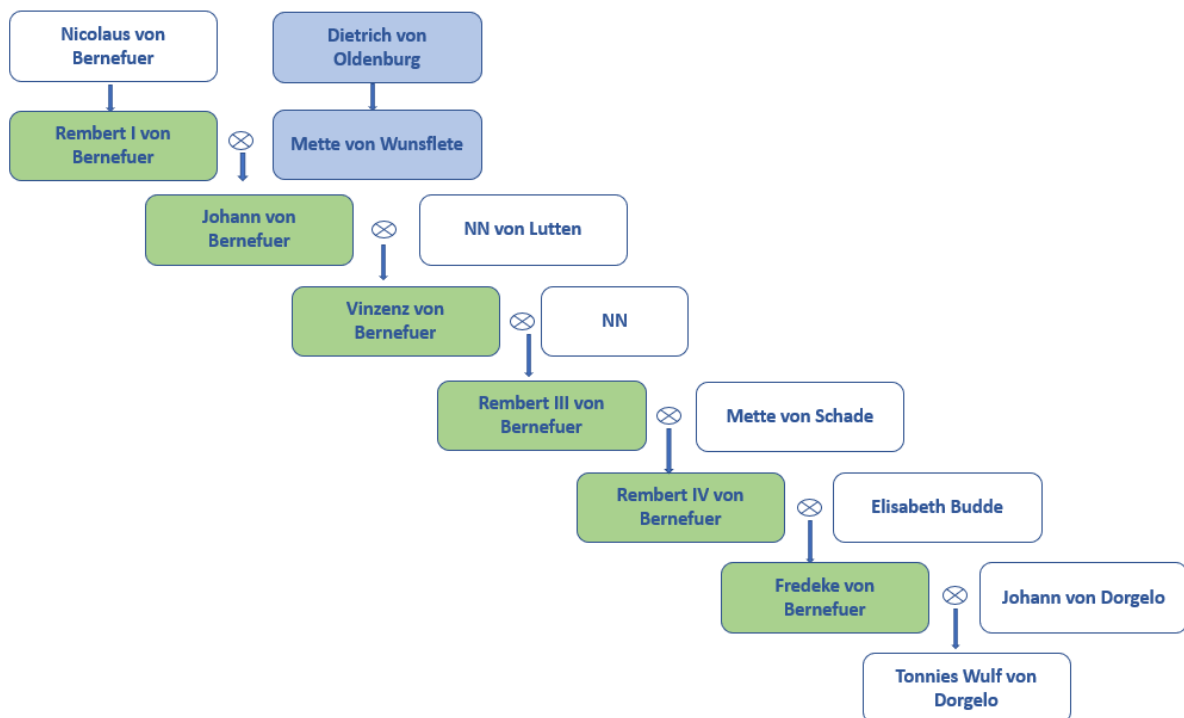 Nicolaus von
Bernefuer
Dietrich von
Oldenburg
Rembert I von
Bernefuer
Mette von Wunsflete
Johann von
Bernefuer
NN von Lutten
Vinzenz von
Bernefuer
NN
Rembert III von
Bernefuer
Mette von Schade
Rembert IV von
Bernefuer
Elisabeth Budde
Fredeke von
Bernefuer
Johann von Dorgelo
Tonnies Wulf von
Dorgelo